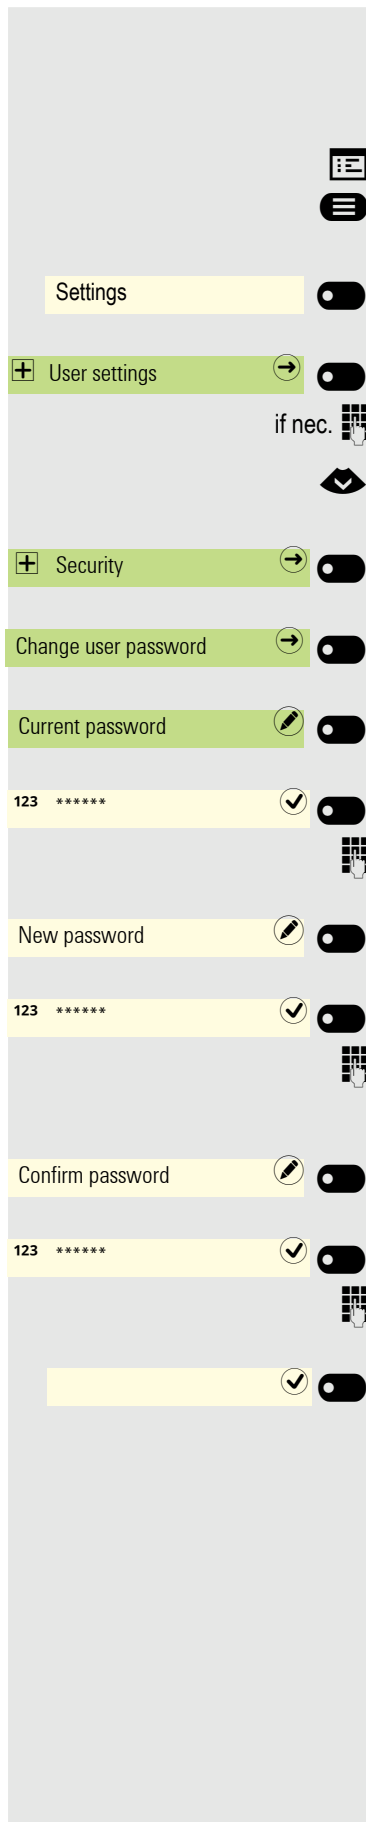 Settings
User settings
if nec.
Security
Change user password
Current password
123 ******
New password
123 ******
Confirm password
123 ******